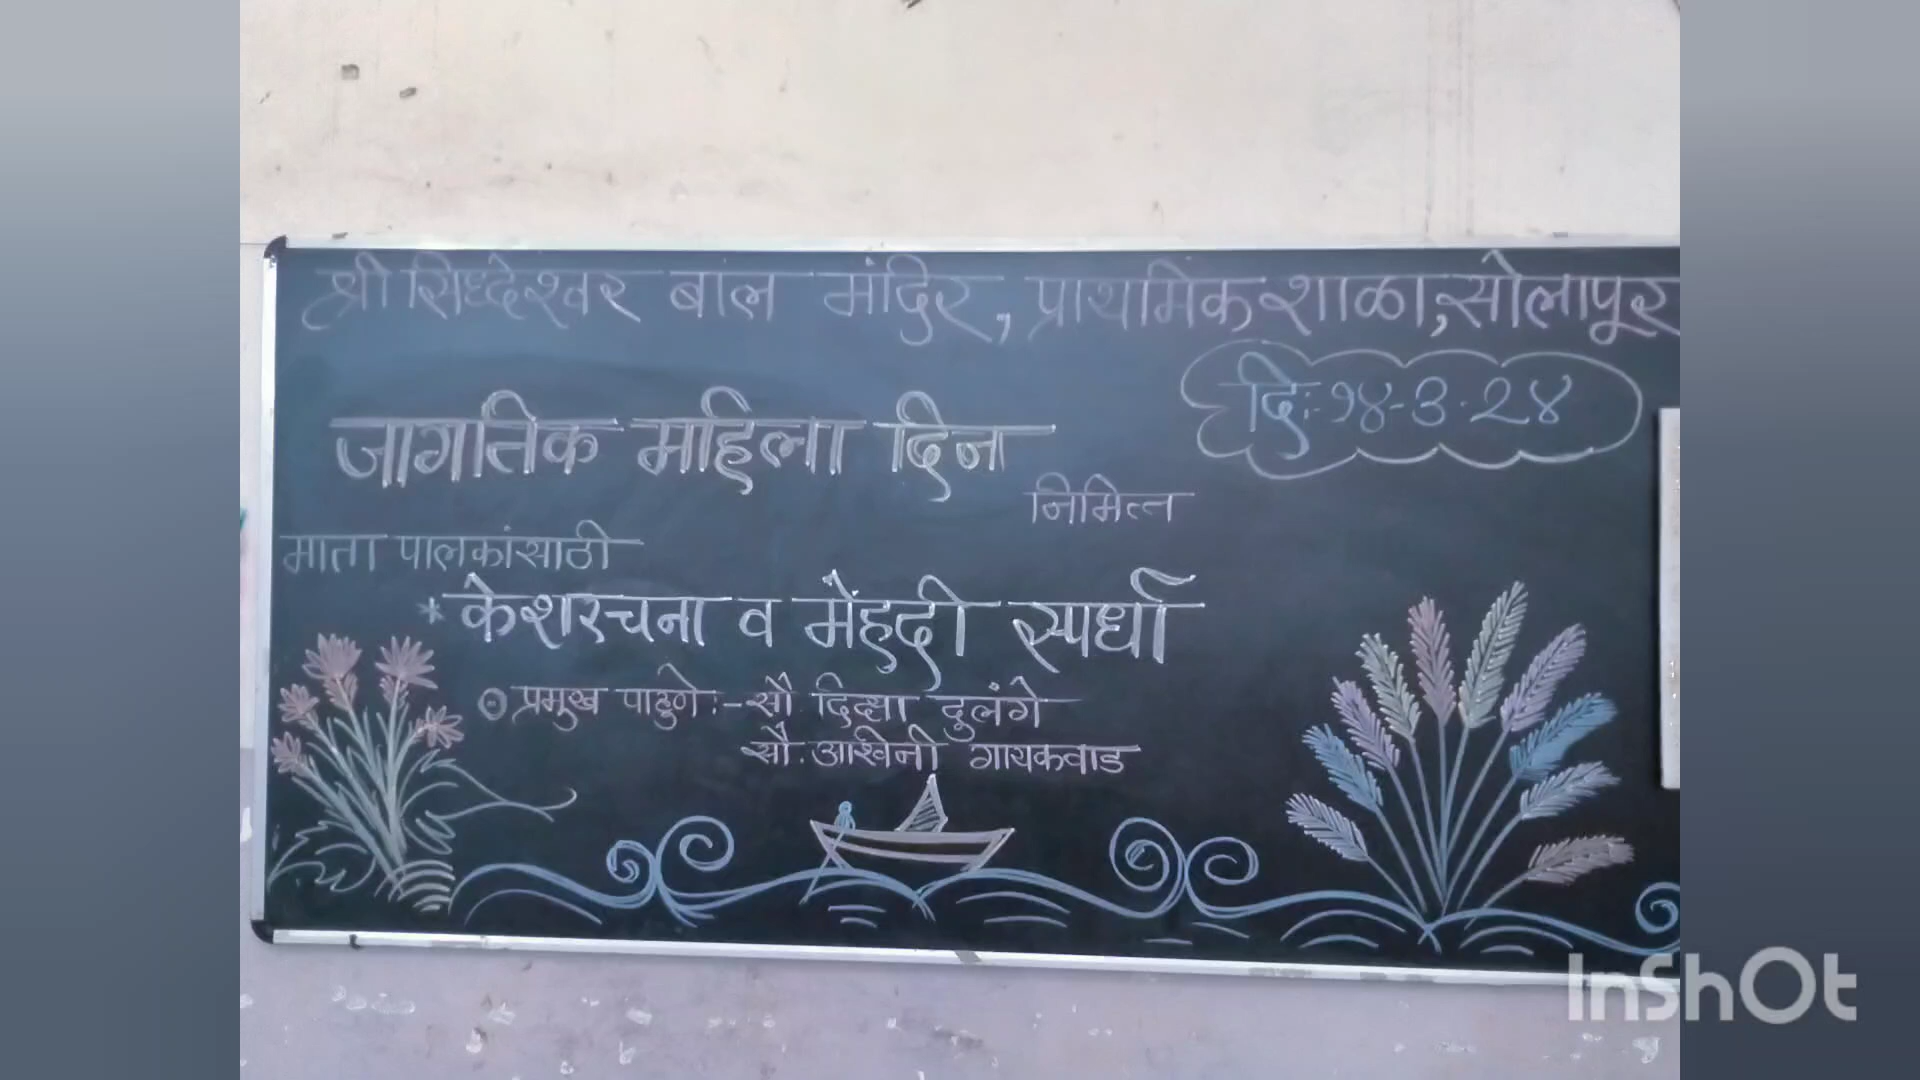 श्री सिध्देश्वर बाल मंदिर, प्राथमिक शाळा, सोलापूर
दिः-१४-३-२४
जागतिक महिला दिन
निमित्त
माता पालकांसाठी
* केशरचना व मेहदी स्पर्धा
प्रमुख पाहुणे :- सौ. दिक्षा दुलंगे
सौ. अश्विनी गायकवाड
InShOt